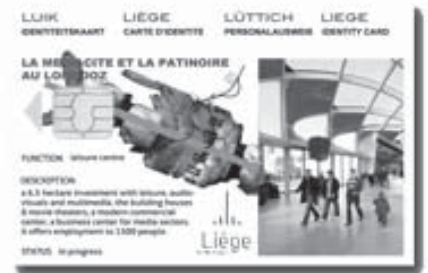 LUIK LIÈGE LÜTTICH LIEGE
IDENTITEITSKAART CARTE D'IDENTITE PERSONALAUSWEIS IDENTITY CARD
LA MEDIACITE ET LA PATINOIRE
AU LONGDOZ
FUNCTION leisure centre
DESCRIPTION
a 6.5 hectare investment with leisure, audio-
visuals and multimedia, the building houses
8 movie theaters, a modern commercial
center, a business center for media sectors.
It offers employment to 1500 people.
STATUS in progress
Liège